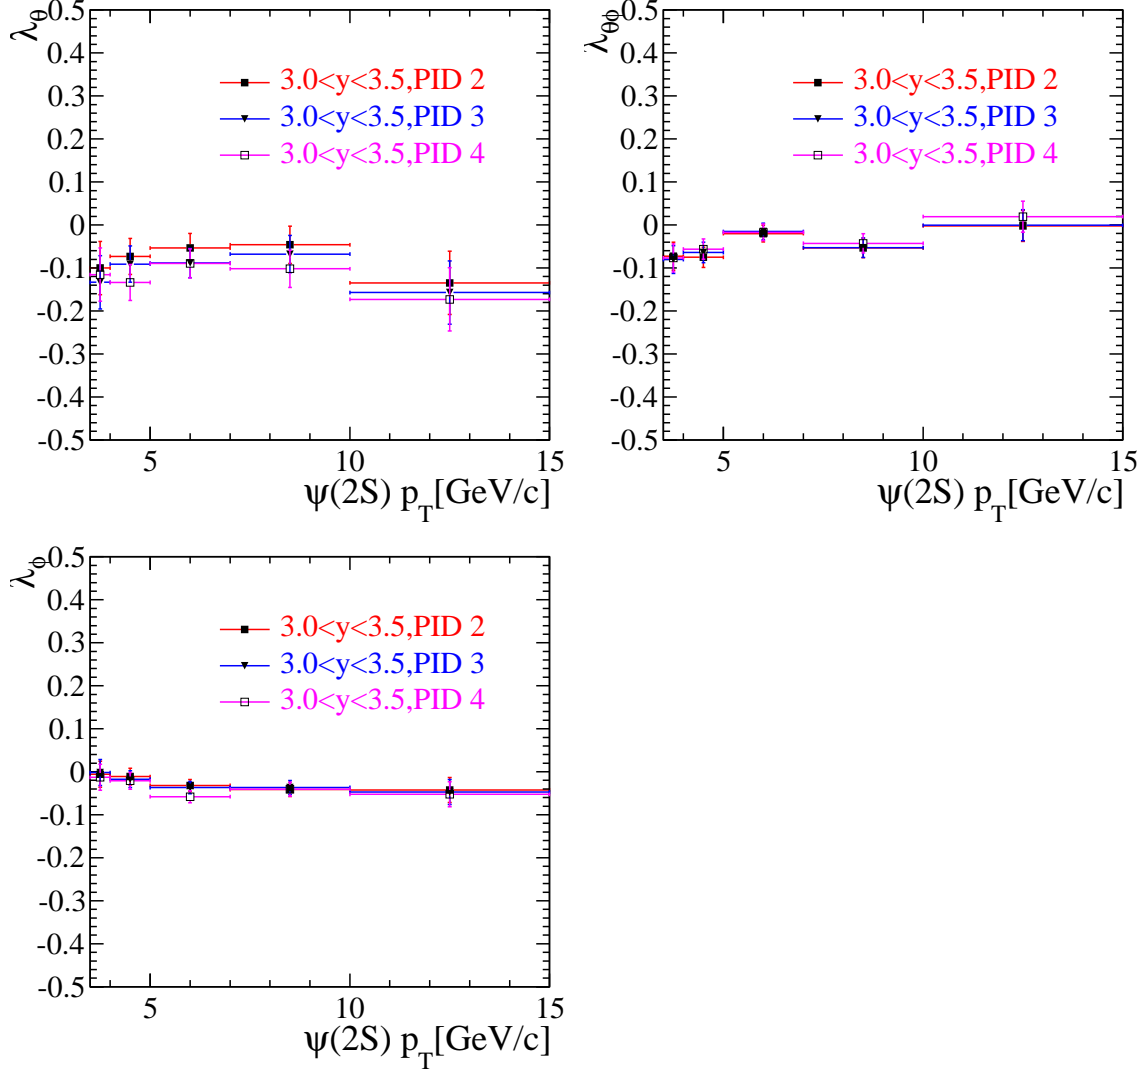 λθ
0.5
0.4
0.3
0.2
0.1
0
-0.1
-0.2
-0.3
-0.4
-0.5
3.0<y<3.5,PID 2
3.0<y<3.5,PID 3
3.0<y<3.5,PID 4
5 10 15
ψ(2S) pT[GeV/c]
λθϕ
0.5
0.4
0.3
0.2
0.1
0
-0.1
-0.2
-0.3
-0.4
-0.5
3.0<y<3.5,PID 2
3.0<y<3.5,PID 3
3.0<y<3.5,PID 4
5 10 15
ψ(2S) pT[GeV/c]
λϕ
0.5
0.4
0.3
0.2
0.1
0
-0.1
-0.2
-0.3
-0.4
-0.5
3.0<y<3.5,PID 2
3.0<y<3.5,PID 3
3.0<y<3.5,PID 4
5 10 15
ψ(2S) pT[GeV/c]